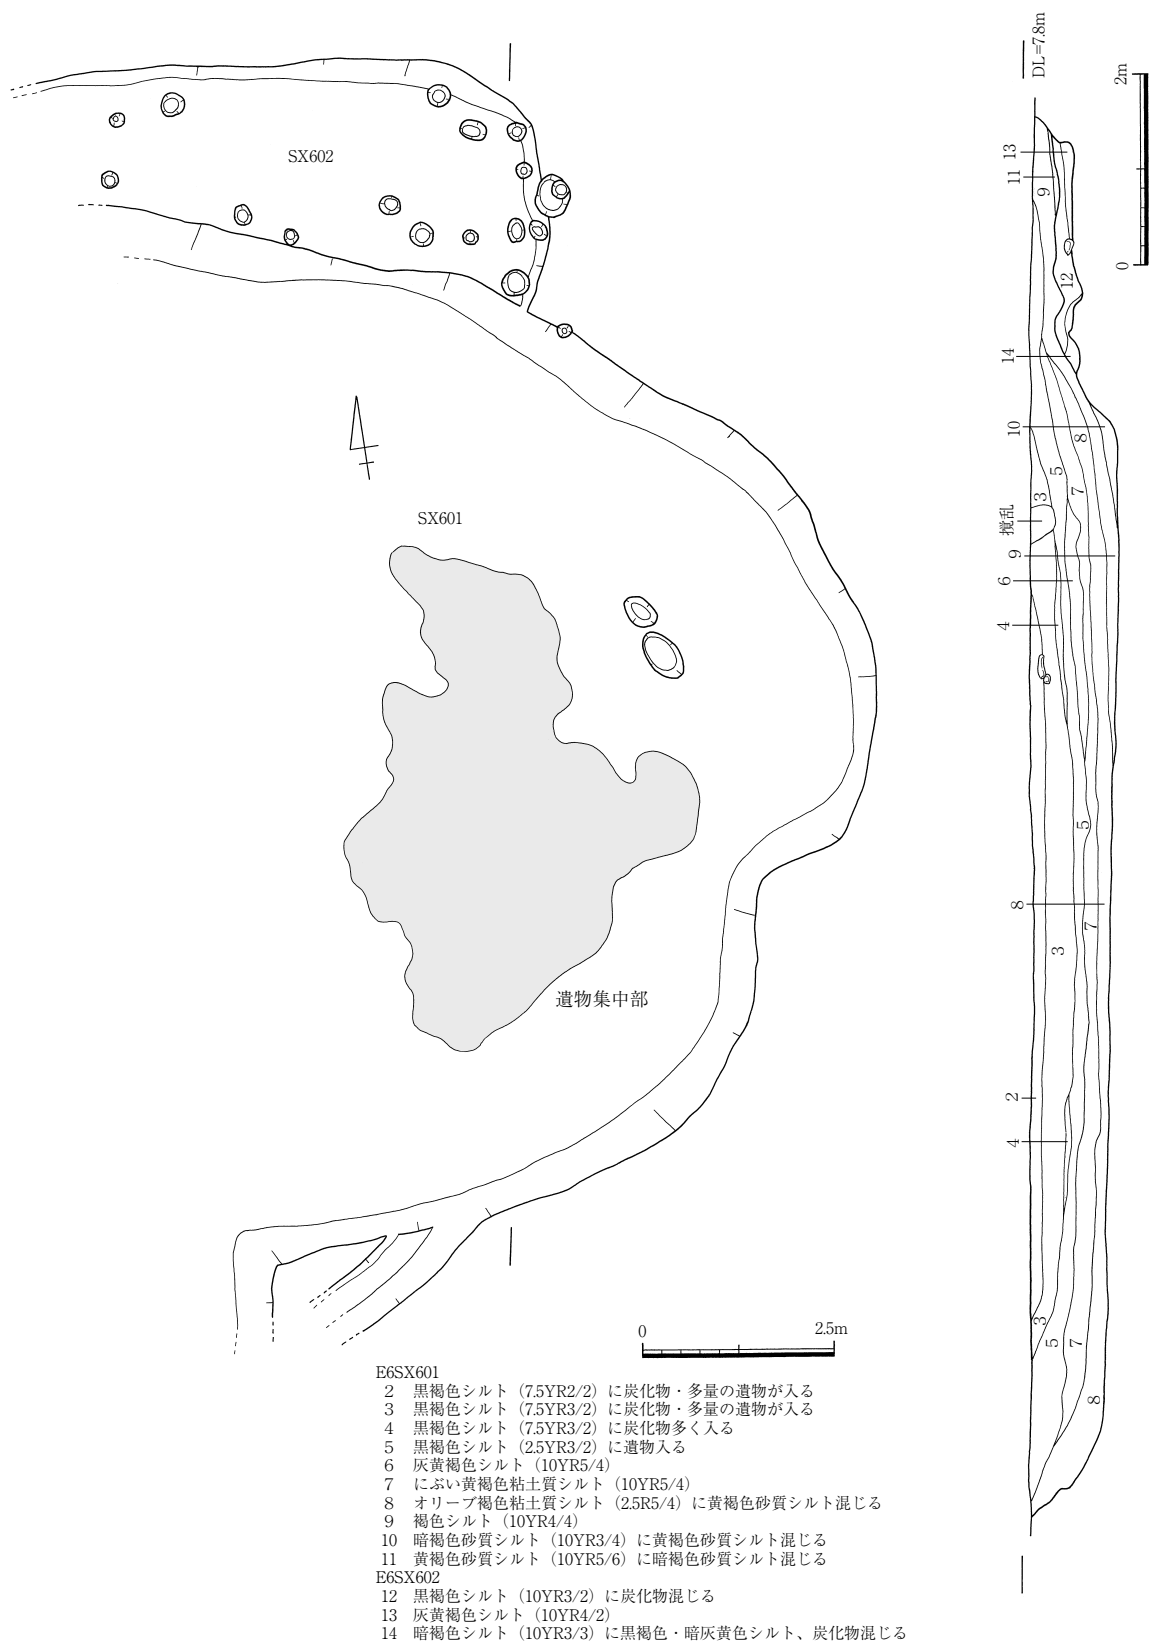 SX602
SX601
遺物集中部
0 2.5m
DL=7.8m
2m
0
13
11
9
12
14
10
8
5
7
3
攪乱
9
6
4
5
8
7
3
2
4
3
5
7
8
E6SX601
2 黒褐色シルト（7.5YR2/2）に炭化物・多量の遺物が入る
3 黒褐色シルト（7.5YR3/2）に炭化物・多量の遺物が入る
4 黒褐色シルト（7.5YR3/2）に炭化物多く入る
5 黒褐色シルト（2.5YR3/2）に遺物入る
6 灰黄褐色シルト（10YR5/4）
7 にぶい黄褐色粘土質シルト（10YR5/4）
8 オリーブ褐色粘土質シルト（2.5R5/4）に黄褐色砂質シルト混じる
9 褐色シルト（10YR4/4）
10 暗褐色砂質シルト（10YR3/4）に黄褐色砂質シルト混じる
11 黄褐色砂質シルト（10YR5/6）に暗褐色砂質シルト混じる
E6SX602
12 黒褐色シルト（10YR3/2）に炭化物混じる
13 灰黄褐色シルト（10YR4/2）
14 暗褐色シルト（10YR3/3）に黒褐色・暗灰黄色シルト、炭化物混じる